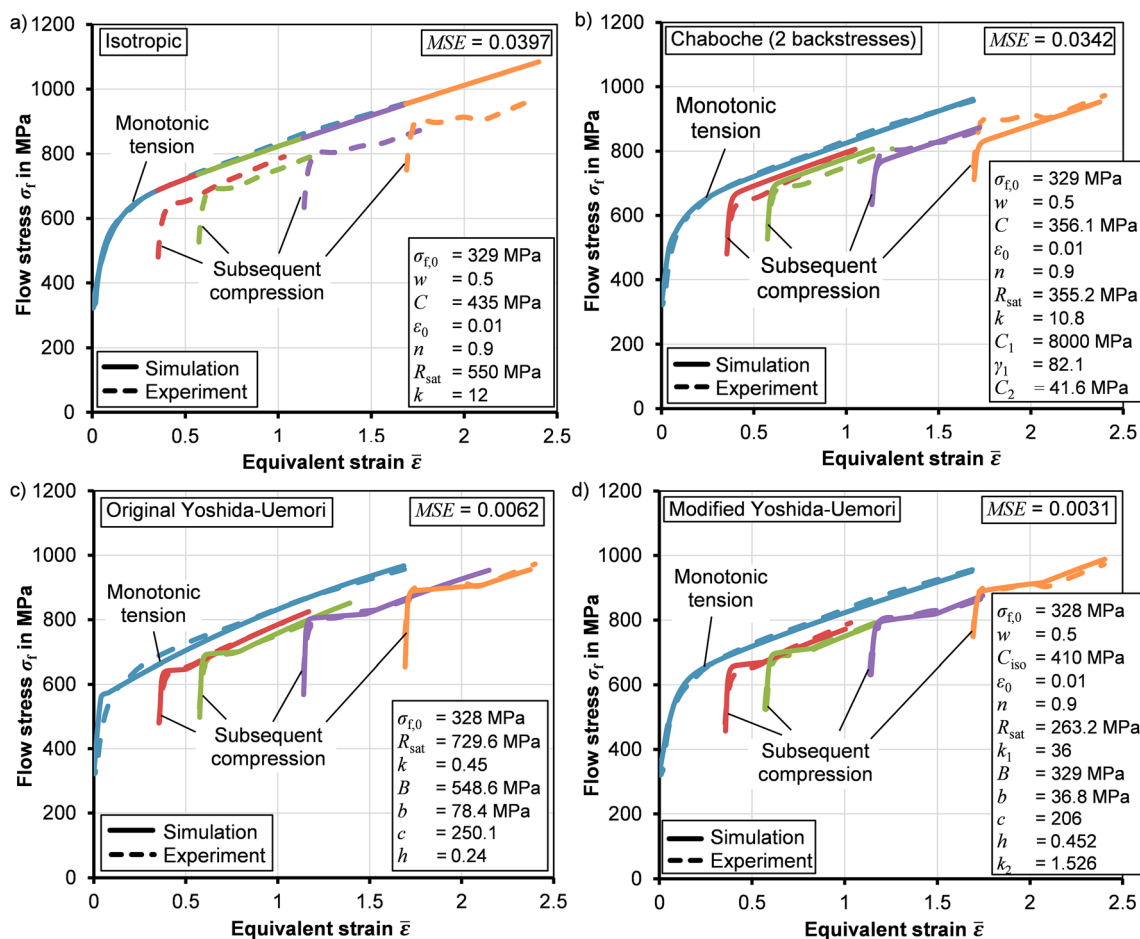 a)
Isotropic
MSE = 0.0397
1200
1000
800
600
400
200
0
Flow stress σf in MPa
Monotonic
tension
Subsequent
compression
Simulation
Experiment
σf,0 = 329 MPa
w = 0.5
C = 435 MPa
ε0 = 0.01
n = 0.9
Rsat = 550 MPa
k = 12
0 0.5 1 1.5 2 2.5
Equivalent strain ε̄
b)
Chaboche (2 backstresses)
MSE = 0.0342
1200
1000
800
600
400
200
0
Flow stress σf in MPa
Monotonic
tension
Subsequent
compression
Simulation
Experiment
σf,0 = 329 MPa
w = 0.5
C = 356.1 MPa
ε0 = 0.01
n = 0.9
Rsat = 355.2 MPa
k = 10.8
C1 = 8000 MPa
γ1 = 82.1
C2 = 41.6 MPa
0 0.5 1 1.5 2 2.5
Equivalent strain ε̄
c)
Original Yoshida-Uemori
MSE = 0.0062
1200
1000
800
600
400
200
0
Flow stress σf in MPa
Monotonic
tension
Subsequent
compression
Simulation
Experiment
σf,0 = 328 MPa
Rsat = 729.6 MPa
k = 0.45
B = 548.6 MPa
b = 78.4 MPa
c = 250.1
h = 0.24
0 0.5 1 1.5 2 2.5
Equivalent strain ε̄
d)
Modified Yoshida-Uemori
MSE = 0.0031
1200
1000
800
600
400
200
0
Flow stress σf in MPa
Monotonic
tension
Subsequent
compression
Simulation
Experiment
σf,0 = 328 MPa
w = 0.5
Ciso = 410 MPa
ε0 = 0.01
n = 0.9
Rsat = 263.2 MPa
k1 = 36
B = 329 MPa
b = 36.8 MPa
c = 206
h = 0.452
k2 = 1.526
0 0.5 1 1.5 2 2.5
Equivalent strain ε̄